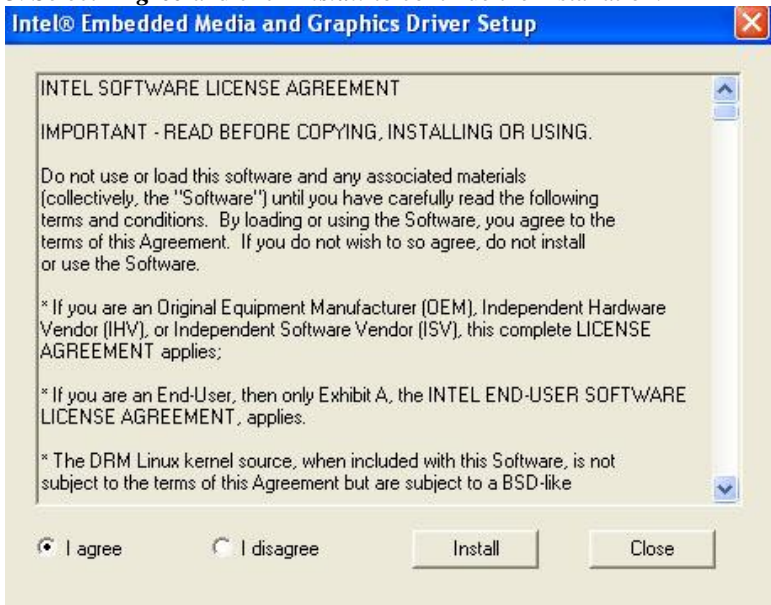 Intel® Embedded Media and Graphics Driver Setup
INTEL SOFTWARE LICENSE AGREEMENT
IMPORTANT - READ BEFORE COPYING, INSTALLING OR USING.
Do not use or load this software and any associated materials
(collectively, the "Software") until you have carefully read the following
terms and conditions. By loading or using the Software, you agree to the
terms of this Agreement. If you do not wish to so agree, do not install
or use the Software.
* If you are an Original Equipment Manufacturer (OEM), Independent Hardware
Vendor (IHV), or Independent Software Vendor (ISV), this complete LICENSE
AGREEMENT applies;
* If you are an End-User, then only Exhibit A, the INTEL END-USER SOFTWARE
LICENSE AGREEMENT, applies.
* The DRM Linux kernel source, when included with this Software, is not
subject to the terms of this Agreement but are subject to a BSD-like
I agree I disagree Install Close